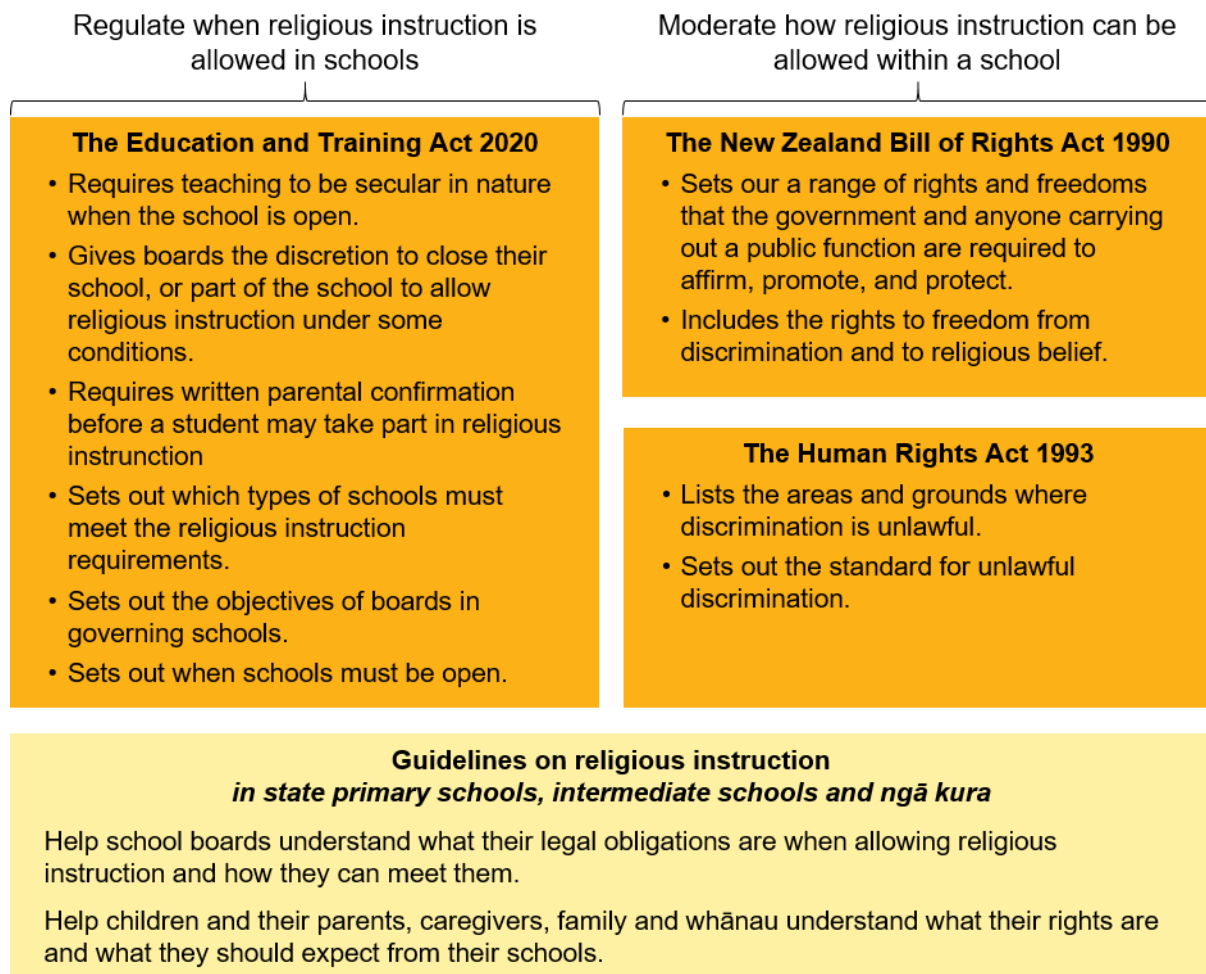 Regulate when religious instruction is
allowed in schools
The Education and Training Act 2020
• Requires teaching to be secular in nature
when the school is open.
• Gives boards the discretion to close their
school, or part of the school to allow
religious instruction under some
conditions.
• Requires written parental confirmation
before a student may take part in religious
instrunction
• Sets out which types of schools must
meet the religious instruction
requirements.
• Sets out the objectives of boards in
governing schools.
• Sets out when schools must be open.
Moderate how religious instruction can be
allowed within a school
The New Zealand Bill of Rights Act 1990
• Sets our a range of rights and freedoms
that the government and anyone carrying
out a public function are required to
affirm, promote, and protect.
• Includes the rights to freedom from
discrimination and to religious belief.
The Human Rights Act 1993
• Lists the areas and grounds where
discrimination is unlawful.
• Sets out the standard for unlawful
discrimination.
Guidelines on religious instruction
in state primary schools, intermediate schools and ngā kura
Help school boards understand what their legal obligations are when allowing religious
instruction and how they can meet them.
Help children and their parents, caregivers, family and whānau understand what their rights are
and what they should expect from their schools.